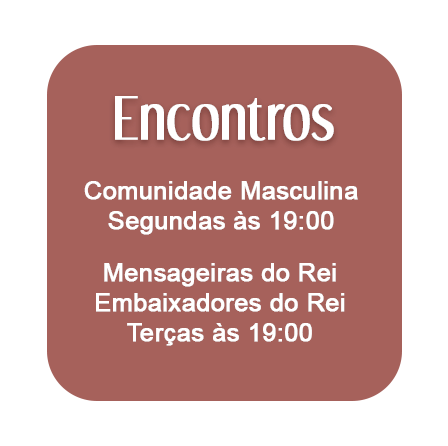 Encontros
Comunidade Masculina
Segundas às 19:00
Mensageiras do Rei
Embaixadores do Rei
Terças às 19:00